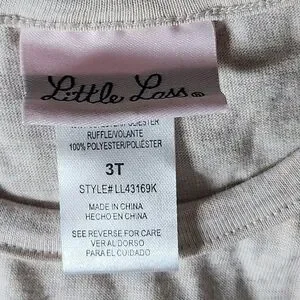 Little Lass®
RUFFLE/VOLANTE
100% POLYESTER/POLIÉSTER
3T
STYLE# LL43169K
MADE IN CHINA
HECHO EN CHINA
SEE REVERSE FOR CARE
VER AL DORSO
PARA EL CUIDADO